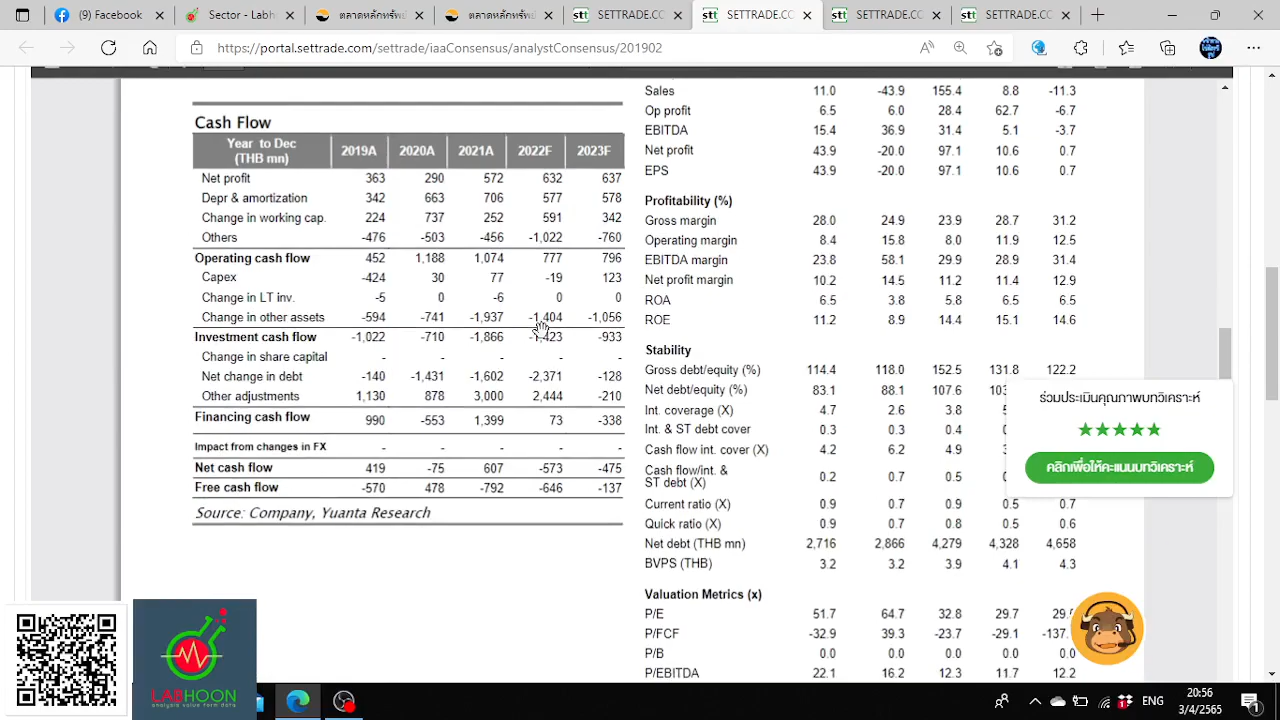 (9) Facebook
SETTRADE.CC
SETTRADE.CC
SETTRADE.CC
https://portal.settrade.com/settrade/iaaConsensus/analystConsensus/201902
Cash Flow
Year to Dec (THB mn) 2019A 2020A 2021A 2022F 2023F
Net profit 363 290 572 632 637
Depr & amortization 342 663 706 577 578
Change in working cap. 224 737 252 591 342
Others -476 -503 -456 -1,022 -760
Operating cash flow 452 1,188 1,074 777 796
Capex -424 30 77 -19 123
Change in LT inv. -5 0 -6 0 0
Change in other assets -594 -741 -1,937 -1,404 -1,056
Investment cash flow -1,022 -710 -1,866 -1,423 -933
Change in share capital - - - - -
Net change in debt -140 -1,431 -1,602 -2,371 -128
Other adjustments 1,130 878 3,000 2,444 -210
Financing cash flow 990 -553 1,399 73 -338
Impact from changes in FX - - - - -
Net cash flow 419 -75 607 -573 -475
Free cash flow -570 478 -792 -646 -137
Source: Company, Yuanta Research
Sales 11.0 -43.9 155.4 8.8 -11.3
Op profit 6.5 6.0 28.4 62.7 -6.7
EBITDA 15.4 36.9 31.4 5.1 -3.7
Net profit 43.9 -20.0 97.1 10.6 0.7
EPS 43.9 -20.0 97.1 10.6 0.7
Profitability (%)
Gross margin 28.0 24.9 23.9 28.7 31.2
Operating margin 8.4 15.8 8.0 11.9 12.5
EBITDA margin 23.8 58.1 29.9 28.9 31.4
Net profit margin 10.2 14.5 11.2 11.4 12.9
ROA 6.5 3.8 5.8 6.5 6.5
ROE 11.2 8.9 14.4 15.1 14.6
Stability
Gross debt/equity (%) 114.4 118.0 152.5 131.8 122.2
Net debt/equity (%) 83.1 88.1 107.6
Int. coverage (X) 4.7 2.6 3.8
Int. & ST debt cover 0.3 0.3 0.4
Cash flow int. cover (X) 4.2 6.2 4.9
Cash flow/int. &
ST debt (X) 0.2 0.7 0.5
Current ratio (X) 0.9 0.7 0.9 0.5 0.7
Quick ratio (X) 0.9 0.7 0.8 0.5 0.6
Net debt (THB mn) 2,716 2,866 4,279 4,328 4,658
BVPS (THB) 3.2 3.2 3.9 4.1 4.3
Valuation Metrics (x)
P/E 51.7 64.7 32.8 29.7
P/FCF -32.9 39.3 -23.7 -29.1
P/B 0.0 0.0 0.0 0.0 0.0
P/EBITDA 22.1 16.2 12.3 11.7 12.2
ร่วมประเมินคุณภาพบทวิเคราะห์
คลิกเพื่อให้คะแนนบทวิเคราะห์
LABHOON
analysis value form data
ENG
20:56
3/4/2565